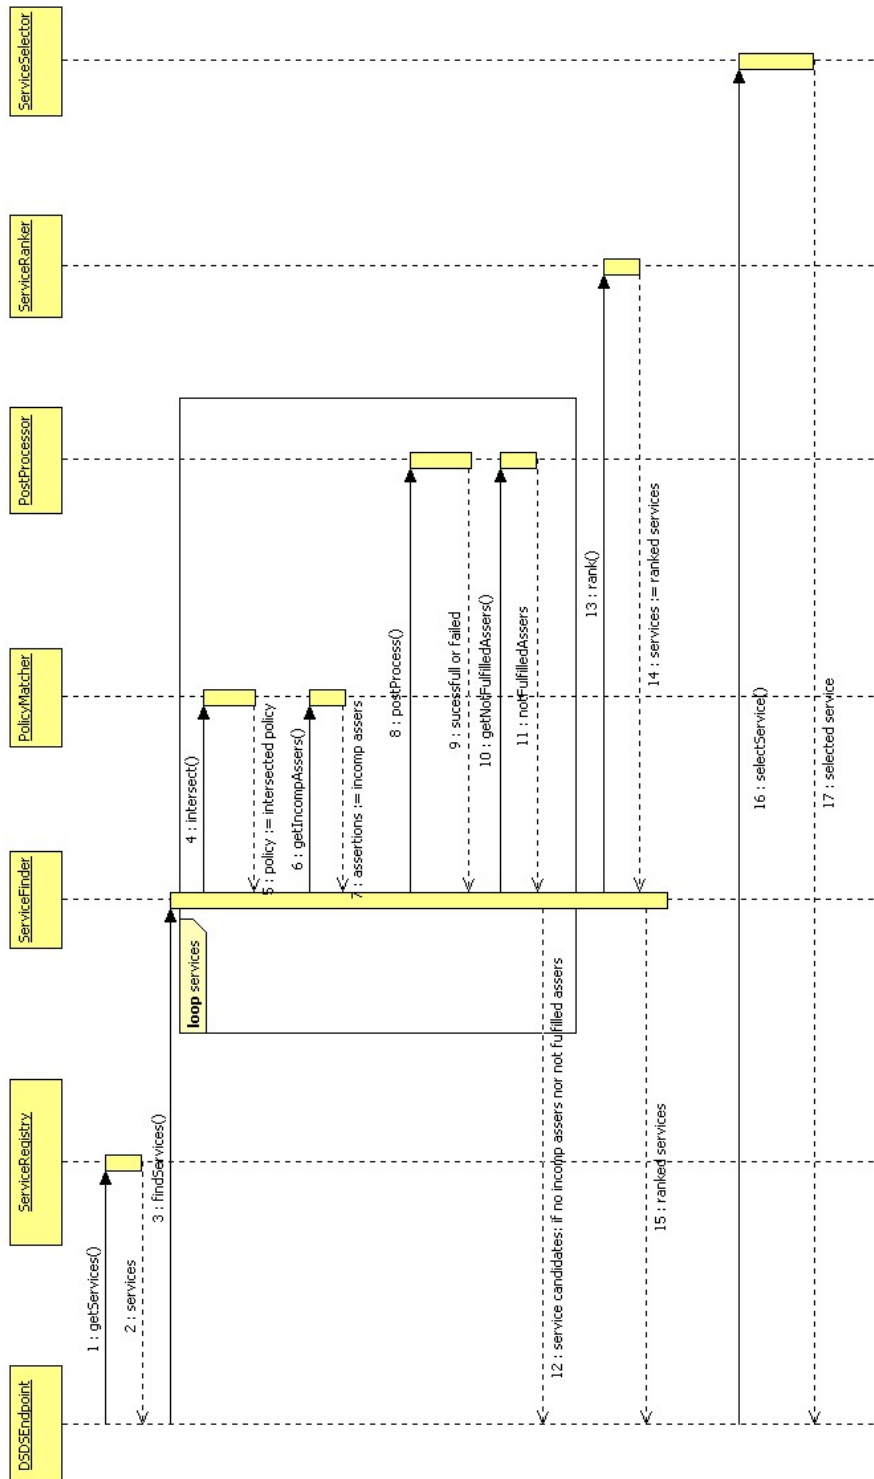 DSDSEndpoint
ServiceRegistry
ServiceFinder
PolicyMatcher
PostProcessor
ServiceRanker
ServiceSelector
1 : getServices()
2 : services
3 : findServices()
loop services
4 : intersect()
5 : policy := intersected policy
6 : getIncompAssers()
7 : assertions := incomp assers
8 : postProcess()
9 : sucessfull or failed
10 : getNotFulfilledAssers()
11 : notFulfilledAssers
12 : service candidates: if no incomp assers nor not fulfilled assers
13 : rank()
14 : services := ranked services
15 : ranked services
16 : selectService()
17 : selected service